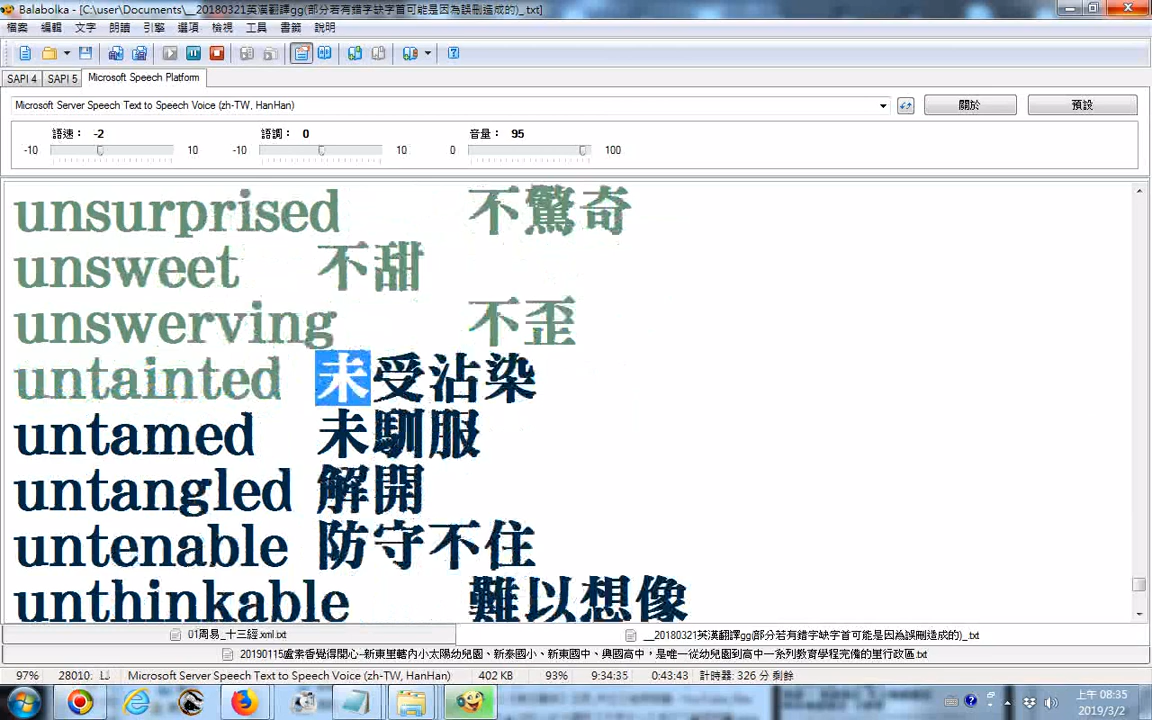 Balabolka - [C:\user\Documents\__20180321英漢翻譯gg(部分若有錯字缺字首可能是因為誤刪造成的)_.txt]
檔案 編輯 文字 朗讀 引擎 選項 檢視 工具 書籤 說明
SAPI 4 SAPI 5 Microsoft Speech Platform
Microsoft Server Speech Text to Speech Voice (zh-TW, HanHan) 關於 預設
語速: -2 語調: 0 音量: 95
-10 10 -10 10 0 100
unsurprised 不驚奇
unsweet 不甜
unswerving 不歪
untainted 未受沾染
untamed 未馴服
untangled 解開
untenable 防守不住
unthinkable 難以想像
01周易_十三經.xml.txt __20180321英漢翻譯gg(部分若有錯字缺字首可能是因為誤刪造成的)_.txt
20190115盧素香覺得開心-新東里轄內小太陽幼兒園、新泰國小、新東國中、興國高中，是唯一從幼兒園到高中一系列教育學程完備的里行政區.txt
97% 28010: Microsoft Server Speech Text to Speech Voice (zh-TW, HanHan) 402 KB 93% 9:34:35 0:43:43 計時器: 326 分 剩餘
上午 08:35
2019/3/2